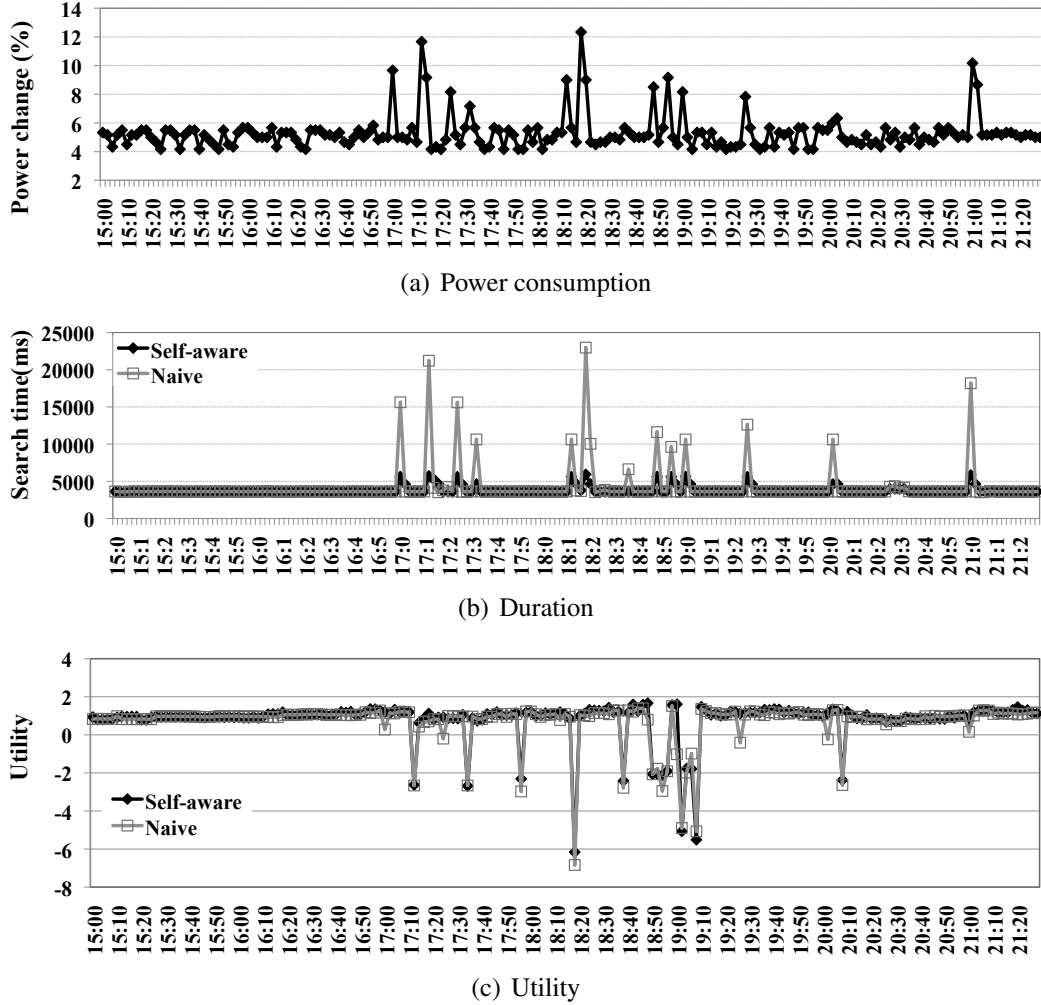 Power change (%)
14
12
10
8
6
4
2
15:00 15:10 15:20 15:30 15:40 15:50 16:00 16:10 16:20 16:30 16:40 16:50 17:00 17:10 17:20 17:30 17:40 17:50 18:00 18:10 18:20 18:30 18:40 18:50 19:00 19:10 19:20 19:30 19:40 19:50 20:00 20:10 20:20 20:30 20:40 20:50 21:00 21:10 21:20
(a) Power consumption
Search time(ms)
25000
20000
15000
10000
5000
0
Self-aware
Naive
15:0 15:1 15:2 15:3 15:4 15:5 16:0 16:1 16:2 16:3 16:4 16:5 17:0 17:1 17:2 17:3 17:4 17:5 18:0 18:1 18:2 18:3 18:4 18:5 19:0 19:1 19:2 19:3 19:4 19:5 20:0 20:1 20:2 20:3 20:4 20:5 21:0 21:1 21:2
(b) Duration
Utility
4
2
0
-2
-4
-6
-8
Self-aware
Naive
15:00 15:10 15:20 15:30 15:40 15:50 16:00 16:10 16:20 16:30 16:40 16:50 17:00 17:10 17:20 17:30 17:40 17:50 18:00 18:10 18:20 18:30 18:40 18:50 19:00 19:10 19:20 19:30 19:40 19:50 20:00 20:10 20:20 20:30 20:40 20:50 21:00 21:10 21:20
(c) Utility